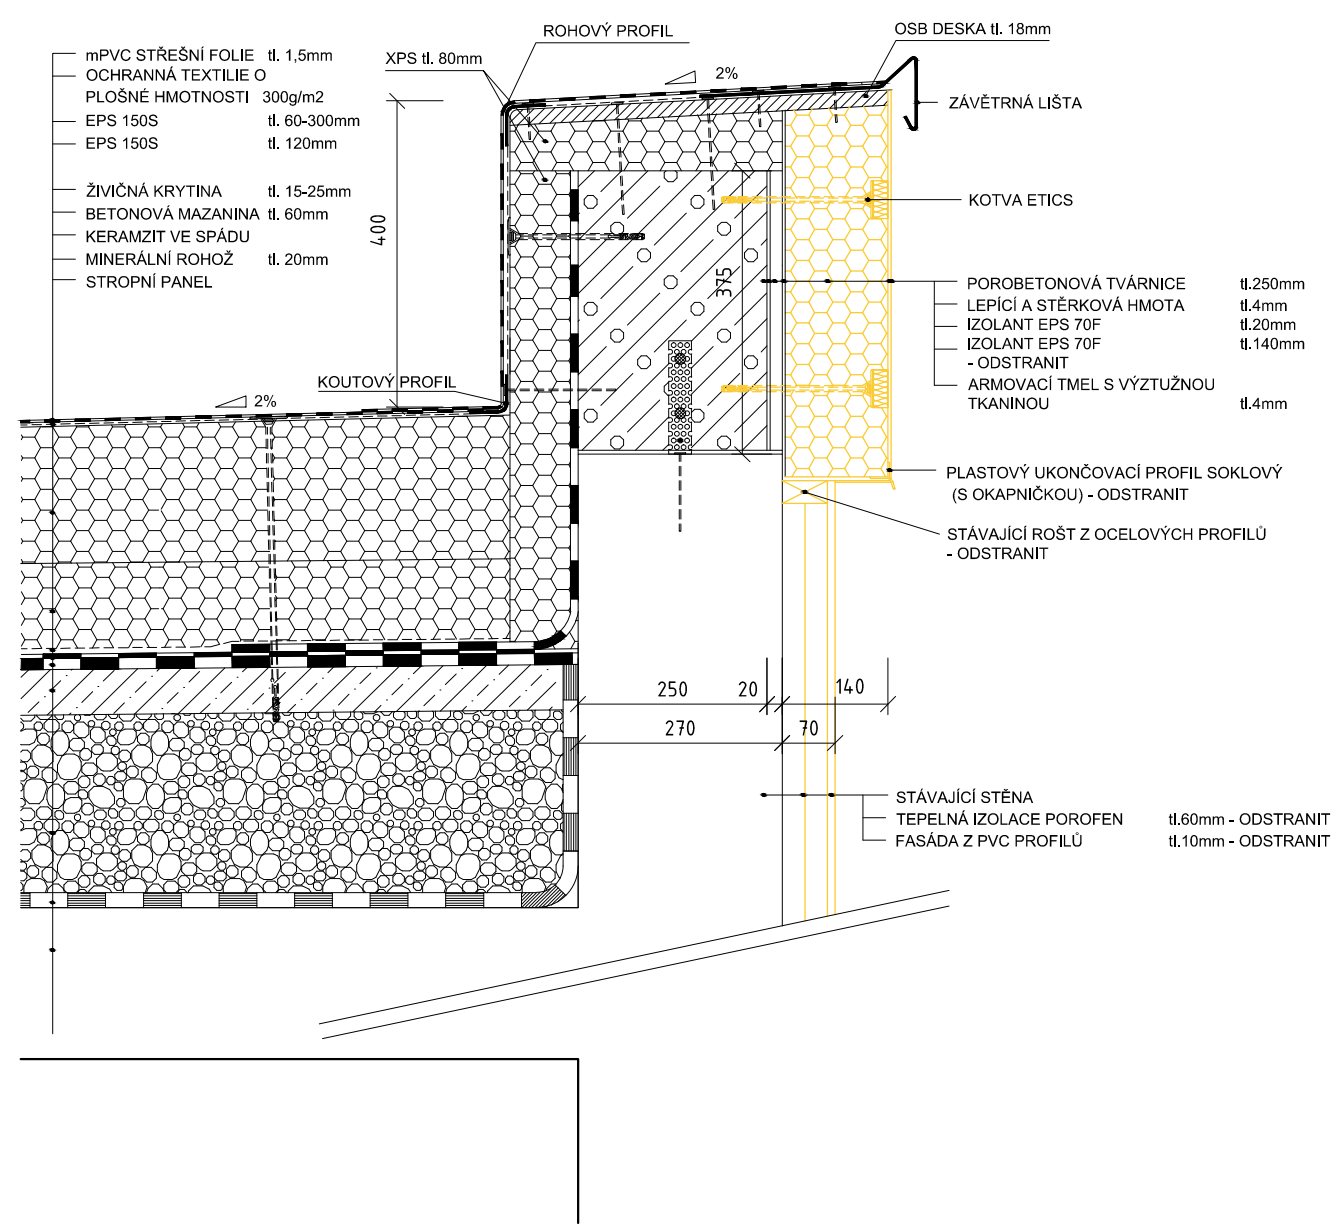 mPVC STŘEŠNÍ FOLIE tl. 1,5mm
OCHRANNÁ TEXTILIE O
PLOŠNÉ HMOTNOSTI 300g/m2
EPS 150S tl. 60-300mm
EPS 150S tl. 120mm
ŽIVIČNÁ KRYTINA tl. 15-25mm
BETONOVÁ MAZANINA tl. 60mm
KERAMZIT VE SPÁDU
MINERÁLNÍ ROHOŽ tl. 20mm
STROPNÍ PANEL
XPS tl. 80mm
ROHOVÝ PROFIL
OSB DESKA tl. 18mm
2%
ZÁVĚTRNÁ LIŠTA
KOTVA ETICS
400
375
KOUTOVÝ PROFIL
2%
POROBETONOVÁ TVÁRNICE tl.250mm
LEPÍCÍ A STĚRKOVÁ HMOTA tl.4mm
IZOLANT EPS 70F tl.20mm
IZOLANT EPS 70F tl.140mm
- ODSTRANIT
ARMOVACÍ TMEL S VÝZTUŽNOU
TKANINOU tl.4mm
PLASTOVÝ UKONČOVACÍ PROFIL SOKLOVÝ
(S OKAPNIČKOU) - ODSTRANIT
STÁVAJÍCÍ ROŠT Z OCELOVÝCH PROFILŮ
- ODSTRANIT
250 20 140
270 70
STÁVAJÍCÍ STĚNA
TEPELNÁ IZOLACE POROFEN tl.60mm - ODSTRANIT
FASÁDA Z PVC PROFILŮ tl.10mm - ODSTRANIT